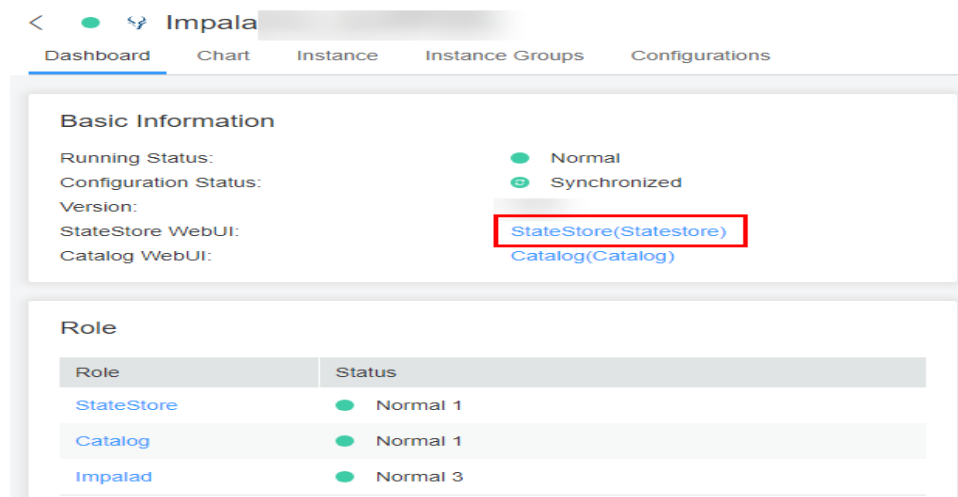 Impala
Dashboard Chart Instance Instance Groups Configurations
Basic Information
Running Status: Normal
Configuration Status: Synchronized
Version:
StateStore WebUI: StateStore(Statestore)
Catalog WebUI: Catalog(Catalog)
Role
Role Status
StateStore Normal 1
Catalog Normal 1
Impalad Normal 3